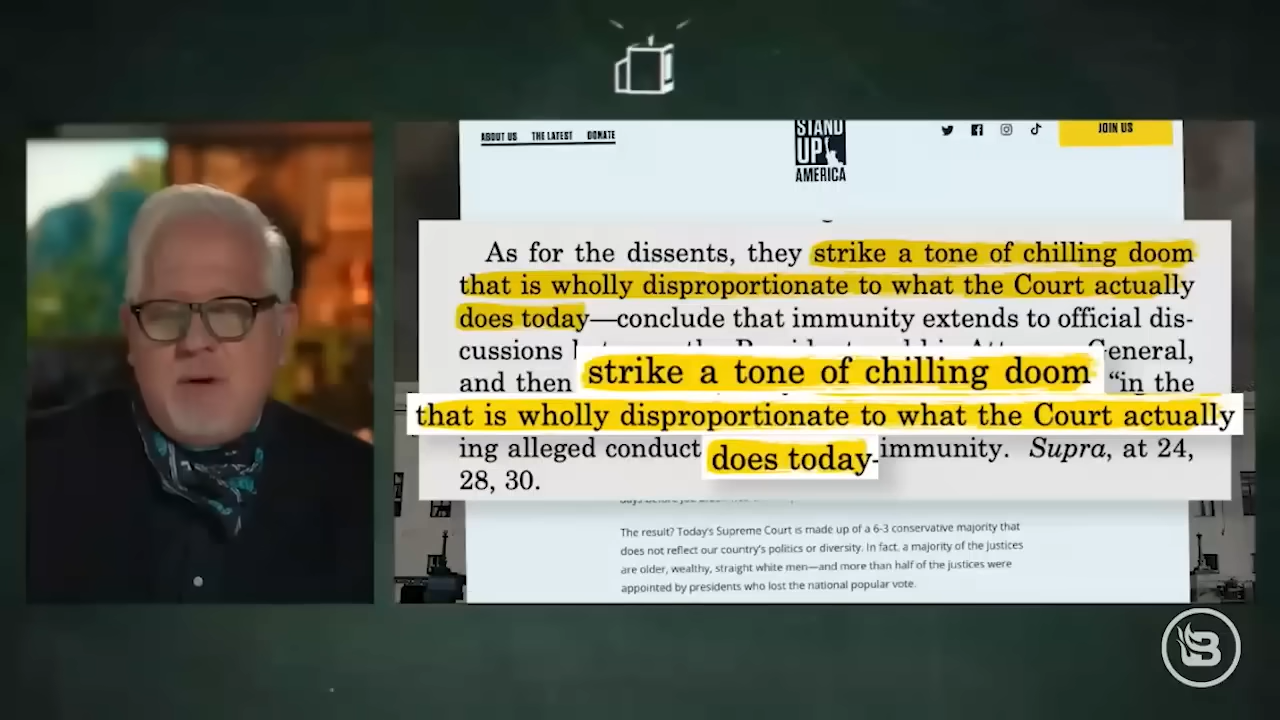 ABOUT US THE LATEST DONATE
STAND
UP
AMERICA
JOIN US
As for the dissents, they strike a tone of chilling doom
that is wholly disproportionate to what the Court actually
does today—conclude that immunity extends to official dis-
cussions General,
and then “in the
strike a tone of chilling doom
that is wholly disproportionate to what the Court actually
does today-
ing alleged conduct immunity. Supra, at 24,
28, 30.
The result? Today's Supreme Court is made up of a 6-3 conservative majority that
does not reflect our country's politics or diversity. In fact, a majority of the justices
are older, wealthy, straight white men—and more than half of the justices were
appointed by presidents who lost the national popular vote.
B